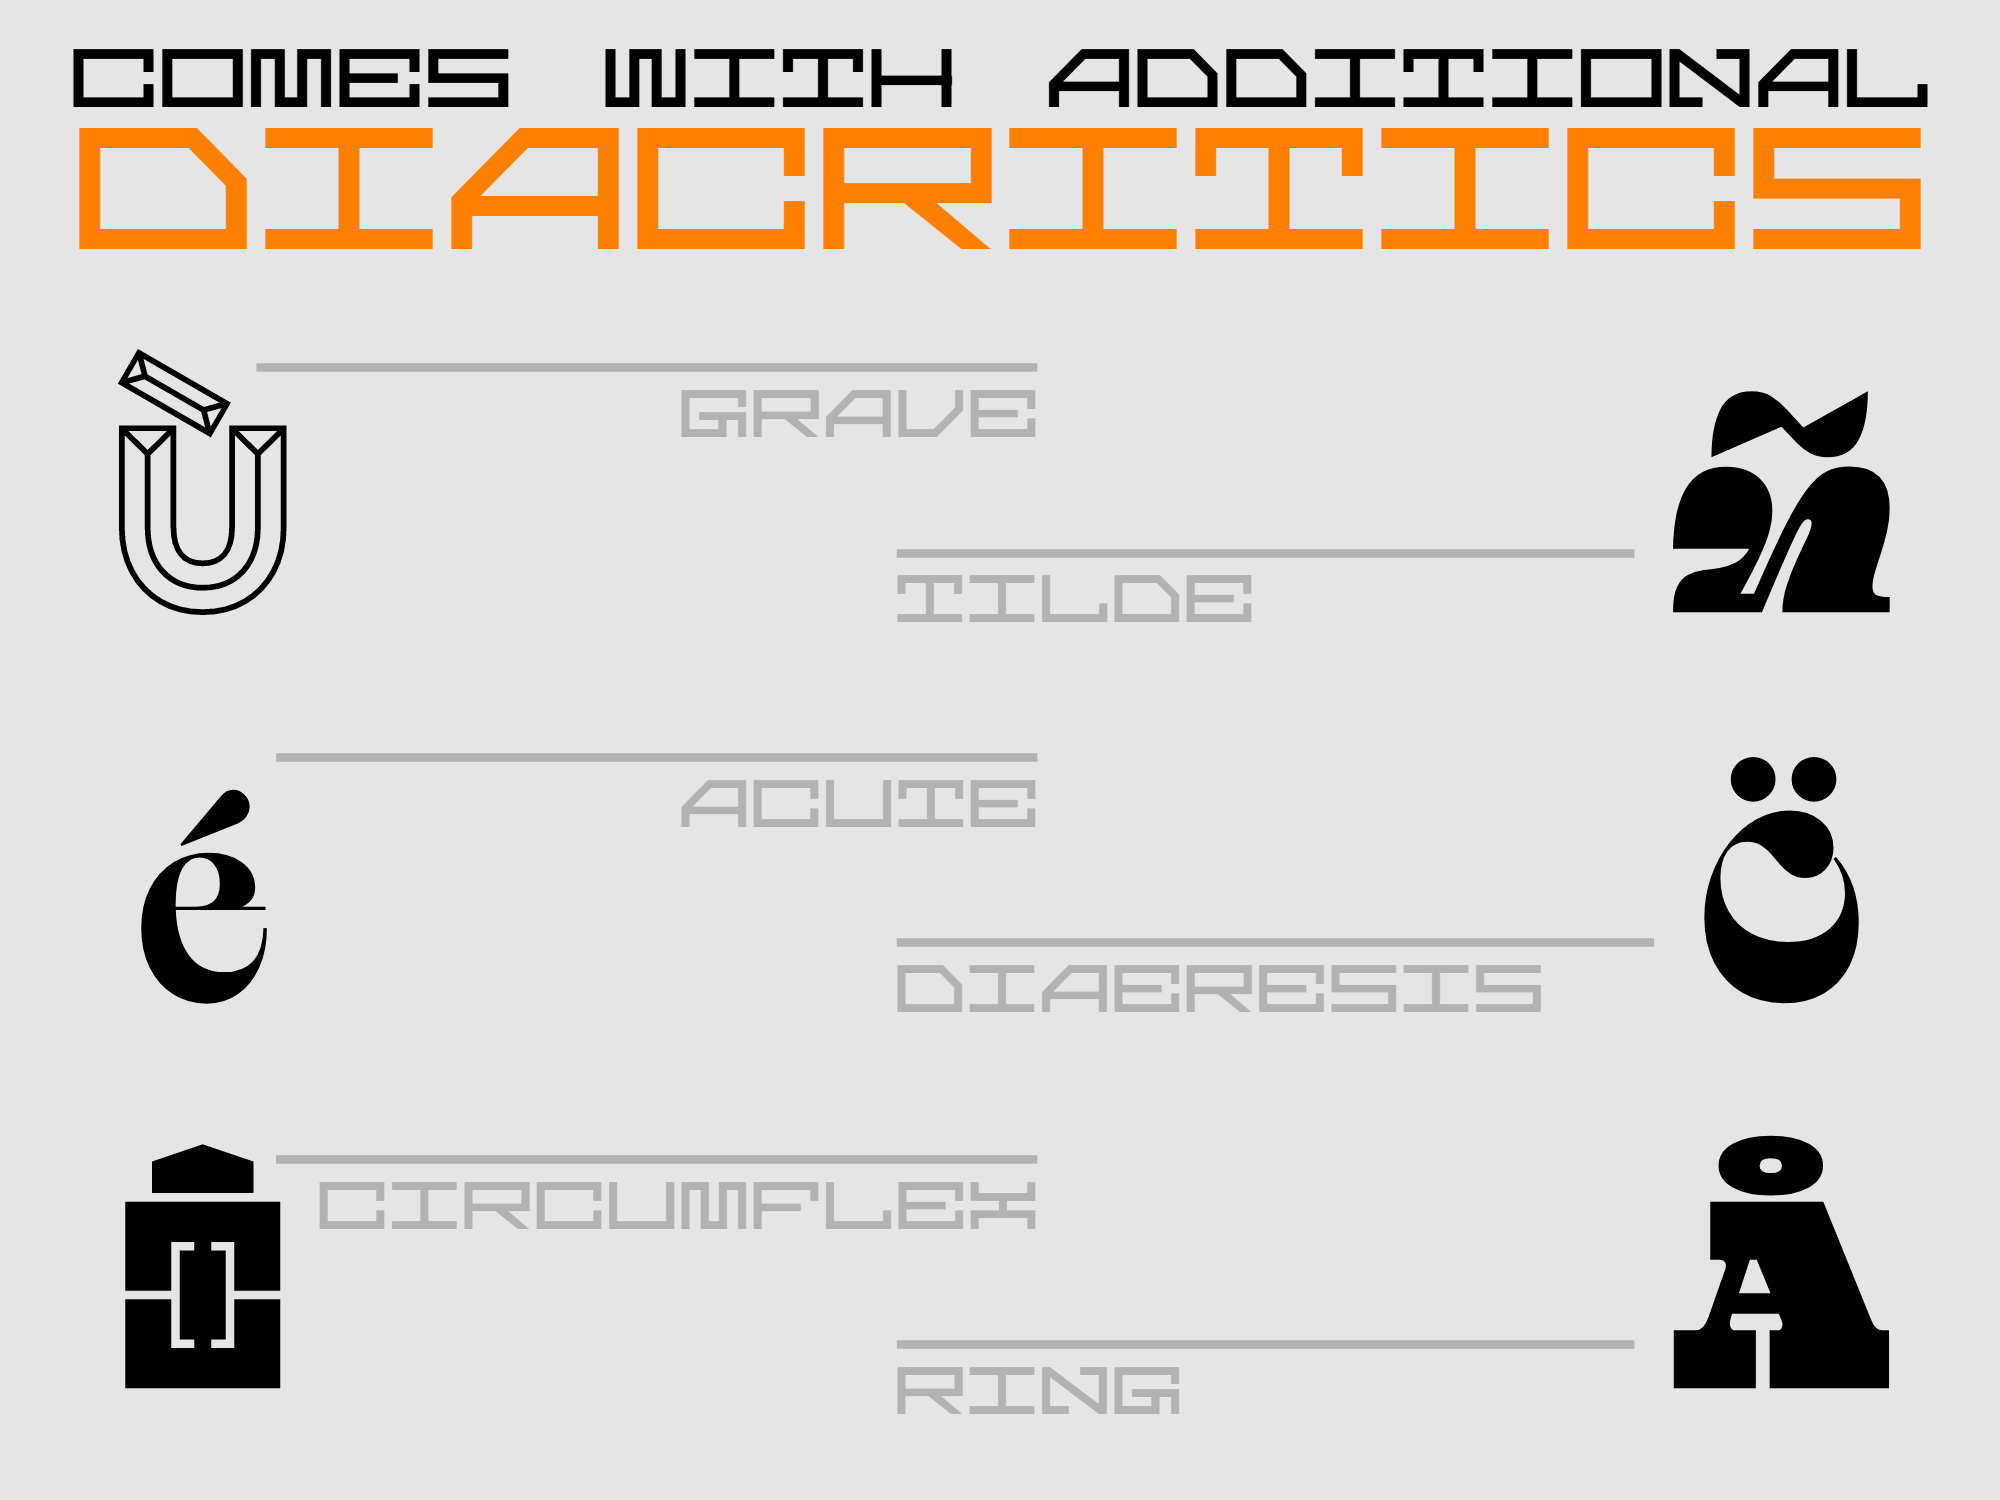 COMES WITH ADDITIONAL
DIACRITICS
Ù
GRAVE
ñ
TILDE
é
ACUTE
ö
DIAERESIS
Î
CIRCUMFLEX
Å
RING